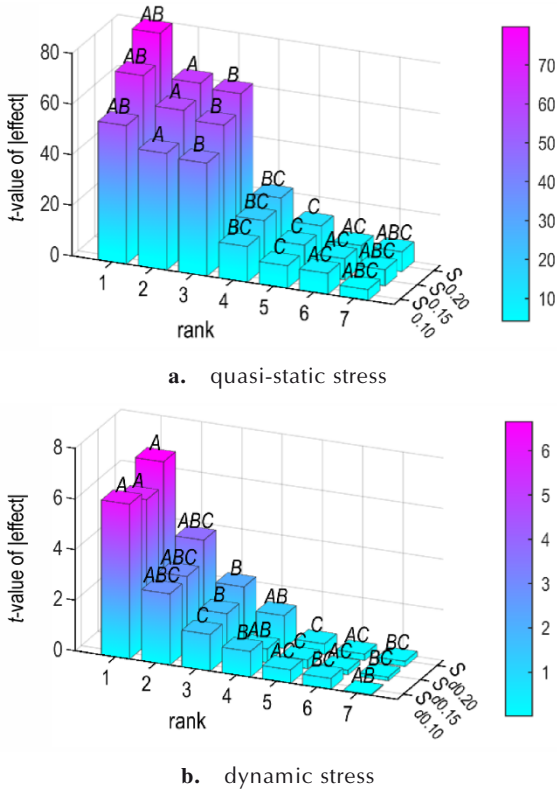 AB
80
AB
A
B
70
60
AB
A
B
60
A
B
50
40
BC
40
BC
C
30
20
BC
C
AC
ABC
20
C
AC
ABC
10
0
AC
ABC
S0.20
S0.15
S0.10
1
2
3
4
5
6
7
t-value of |effect|
rank
a. quasi-static stress
8
A
6
A
A
6
5
4
ABC
4
ABC
B
3
ABC
B
AB
2
2
C
B
AB
C
AC
BC
1
0
C
AC
BC
AC
BC
AB
Sd0.20
Sd0.15
Sd0.10
1
2
3
4
5
6
7
t-value of |effect|
rank
b. dynamic stress